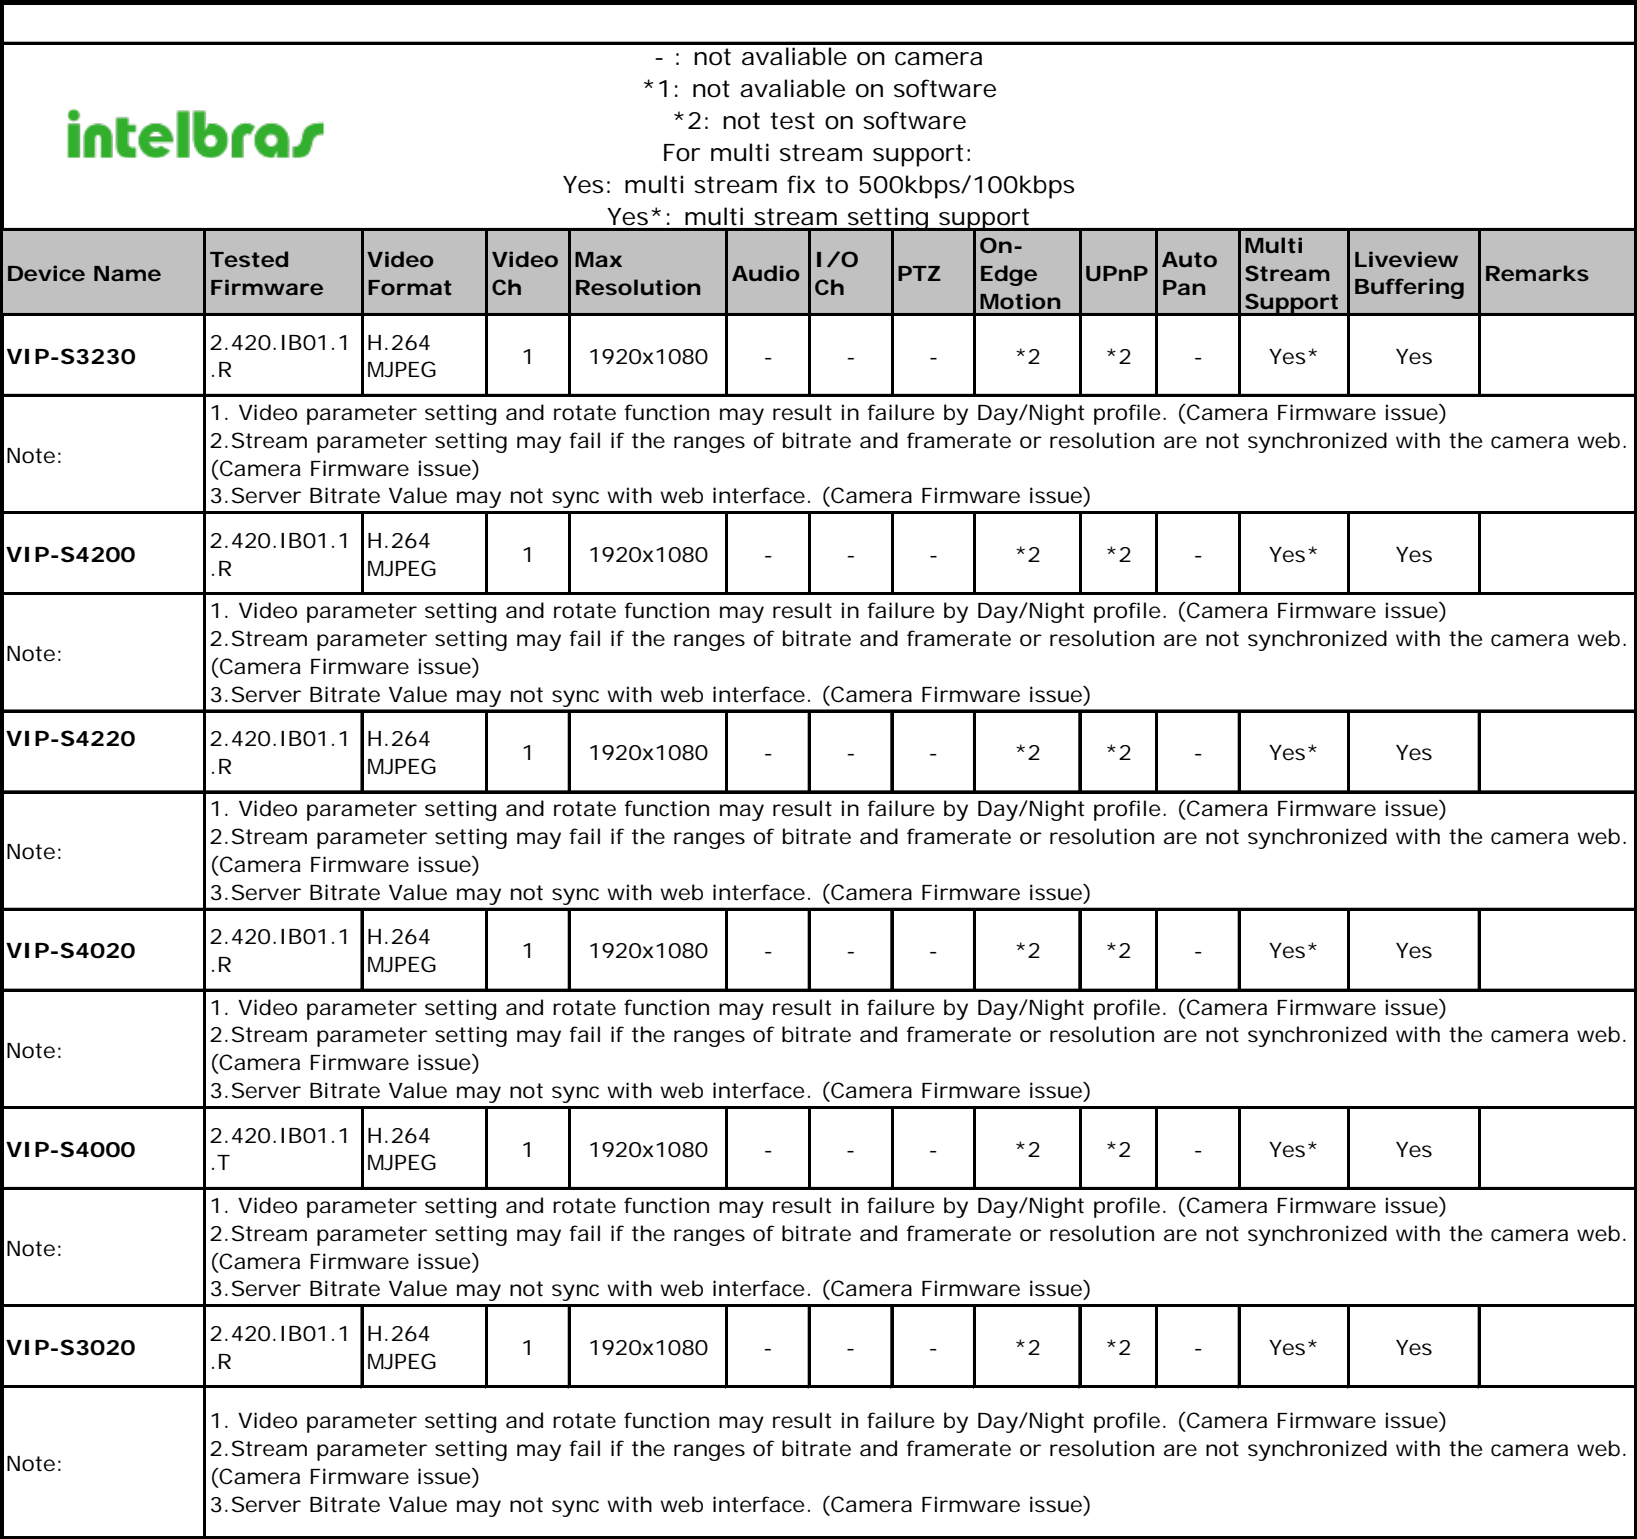 intelbras
- : not avaliable on camera
*1: not avaliable on software
*2: not test on software
For multi stream support:
Yes: multi stream fix to 500kbps/100kbps
Yes*: multi stream setting support
Device Name Tested Firmware Video Format Video Ch Max Resolution Audio I/O Ch PTZ On-Edge Motion UPnP Auto Pan Multi Stream Support Liveview Buffering Remarks
VIP-S3230 2.420.IB01.1.R H.264 MJPEG 1 1920x1080 - - - *2 *2 - Yes* Yes
Note:
1. Video parameter setting and rotate function may result in failure by Day/Night profile. (Camera Firmware issue)
2.Stream parameter setting may fail if the ranges of bitrate and framerate or resolution are not synchronized with the camera web.
(Camera Firmware issue)
3.Server Bitrate Value may not sync with web interface. (Camera Firmware issue)
VIP-S4200 2.420.IB01.1.R H.264 MJPEG 1 1920x1080 - - - *2 *2 - Yes* Yes
Note:
1. Video parameter setting and rotate function may result in failure by Day/Night profile. (Camera Firmware issue)
2.Stream parameter setting may fail if the ranges of bitrate and framerate or resolution are not synchronized with the camera web.
(Camera Firmware issue)
3.Server Bitrate Value may not sync with web interface. (Camera Firmware issue)
VIP-S4220 2.420.IB01.1.R H.264 MJPEG 1 1920x1080 - - - *2 *2 - Yes* Yes
Note:
1. Video parameter setting and rotate function may result in failure by Day/Night profile. (Camera Firmware issue)
2.Stream parameter setting may fail if the ranges of bitrate and framerate or resolution are not synchronized with the camera web.
(Camera Firmware issue)
3.Server Bitrate Value may not sync with web interface. (Camera Firmware issue)
VIP-S4020 2.420.IB01.1.R H.264 MJPEG 1 1920x1080 - - - *2 *2 - Yes* Yes
Note:
1. Video parameter setting and rotate function may result in failure by Day/Night profile. (Camera Firmware issue)
2.Stream parameter setting may fail if the ranges of bitrate and framerate or resolution are not synchronized with the camera web.
(Camera Firmware issue)
3.Server Bitrate Value may not sync with web interface. (Camera Firmware issue)
VIP-S4000 2.420.IB01.1.T H.264 MJPEG 1 1920x1080 - - - *2 *2 - Yes* Yes
Note:
1. Video parameter setting and rotate function may result in failure by Day/Night profile. (Camera Firmware issue)
2.Stream parameter setting may fail if the ranges of bitrate and framerate or resolution are not synchronized with the camera web.
(Camera Firmware issue)
3.Server Bitrate Value may not sync with web interface. (Camera Firmware issue)
VIP-S3020 2.420.IB01.1.R H.264 MJPEG 1 1920x1080 - - - *2 *2 - Yes* Yes
Note:
1. Video parameter setting and rotate function may result in failure by Day/Night profile. (Camera Firmware issue)
2.Stream parameter setting may fail if the ranges of bitrate and framerate or resolution are not synchronized with the camera web.
(Camera Firmware issue)
3.Server Bitrate Value may not sync with web interface. (Camera Firmware issue)